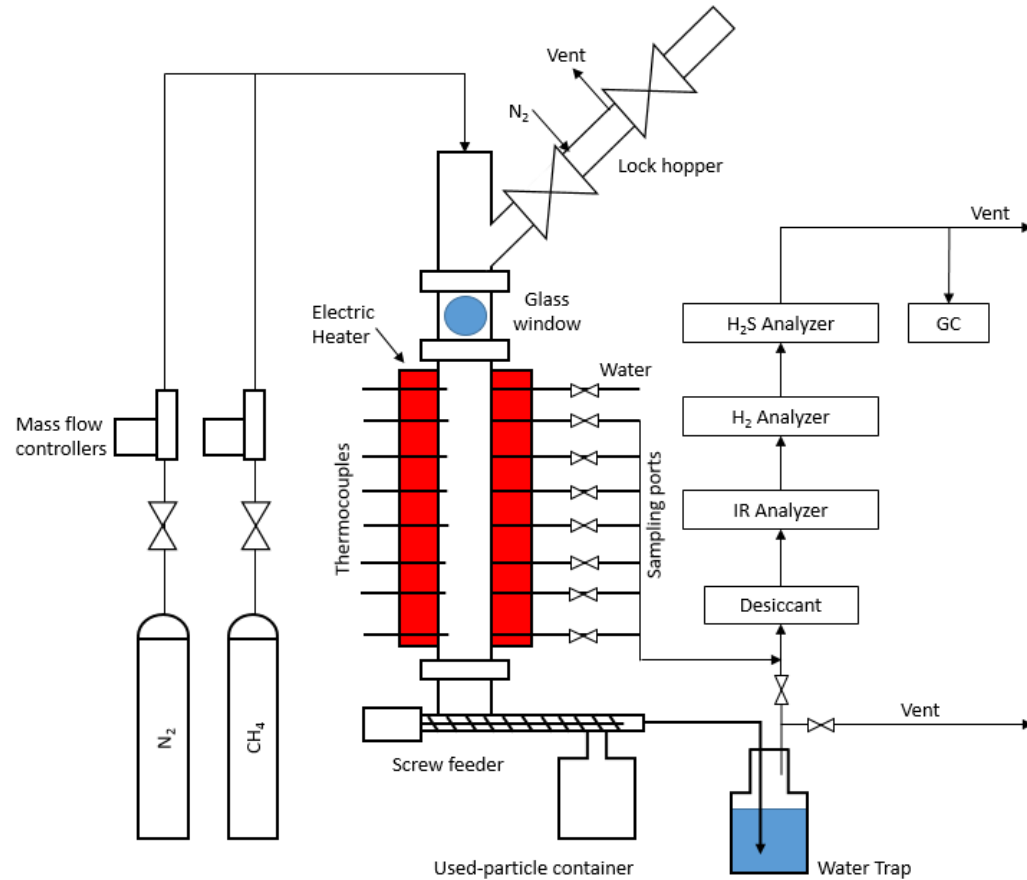 Vent
N₂
Lock hopper
Vent
Electric
Heater
Glass
window
H₂S Analyzer
GC
Water
Mass flow
controllers
H₂ Analyzer
Thermocouples
Sampling ports
IR Analyzer
Desiccant
N₂
CH₄
Vent
Screw feeder
Used-particle container
Water Trap